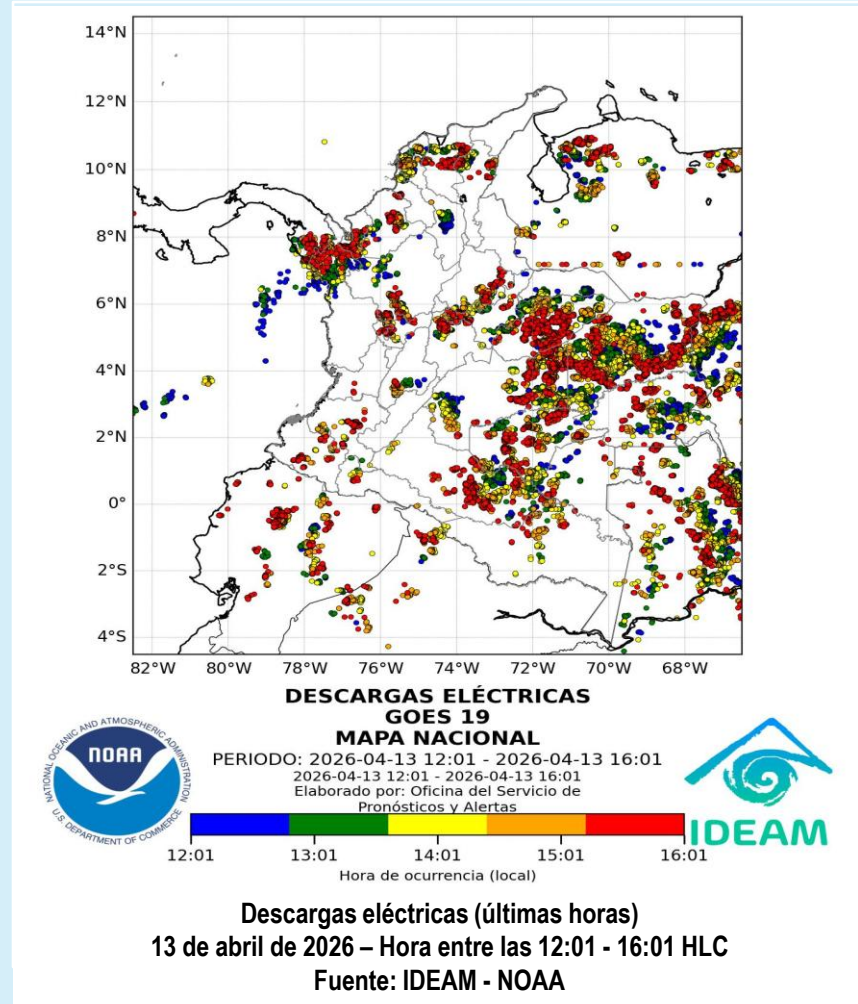 14°N
12°N
10°N
8°N
6°N
4°N
2°N
0°
2°S
4°S
82°W 80°W 78°W 76°W 74°W 72°W 70°W 68°W
DESCARGAS ELÉCTRICAS
GOES 19
MAPA NACIONAL
PERIODO: 2026-04-13 12:01 - 2026-04-13 16:01
2026-04-13 12:01 - 2026-04-13 16:01
Elaborado por: Oficina del Servicio de
Pronósticos y Alertas
NATIONAL OCEANIC AND ATMOSPHERIC ADMINISTRATION
NOAA
U.S. DEPARTMENT OF COMMERCE
IDEAM
12:01 13:01 14:01 15:01 16:01
Hora de ocurrencia (local)
Descargas eléctricas (últimas horas)
13 de abril de 2026 – Hora entre las 12:01 - 16:01 HLC
Fuente: IDEAM - NOAA